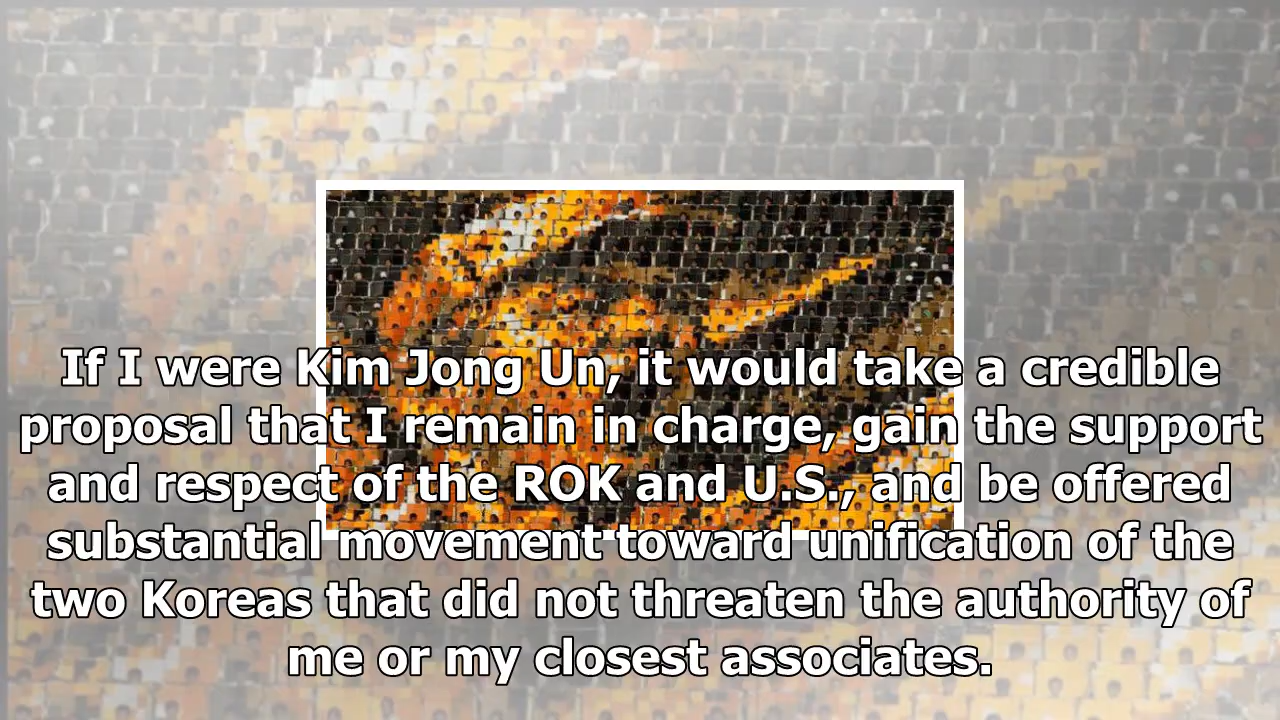 If I were Kim Jong Un, it would take a credible
proposal that I remain in charge, gain the support
and respect of the ROK and U.S., and be offered
substantial movement toward unification of the
two Koreas that did not threaten the authority of
me or my closest associates.